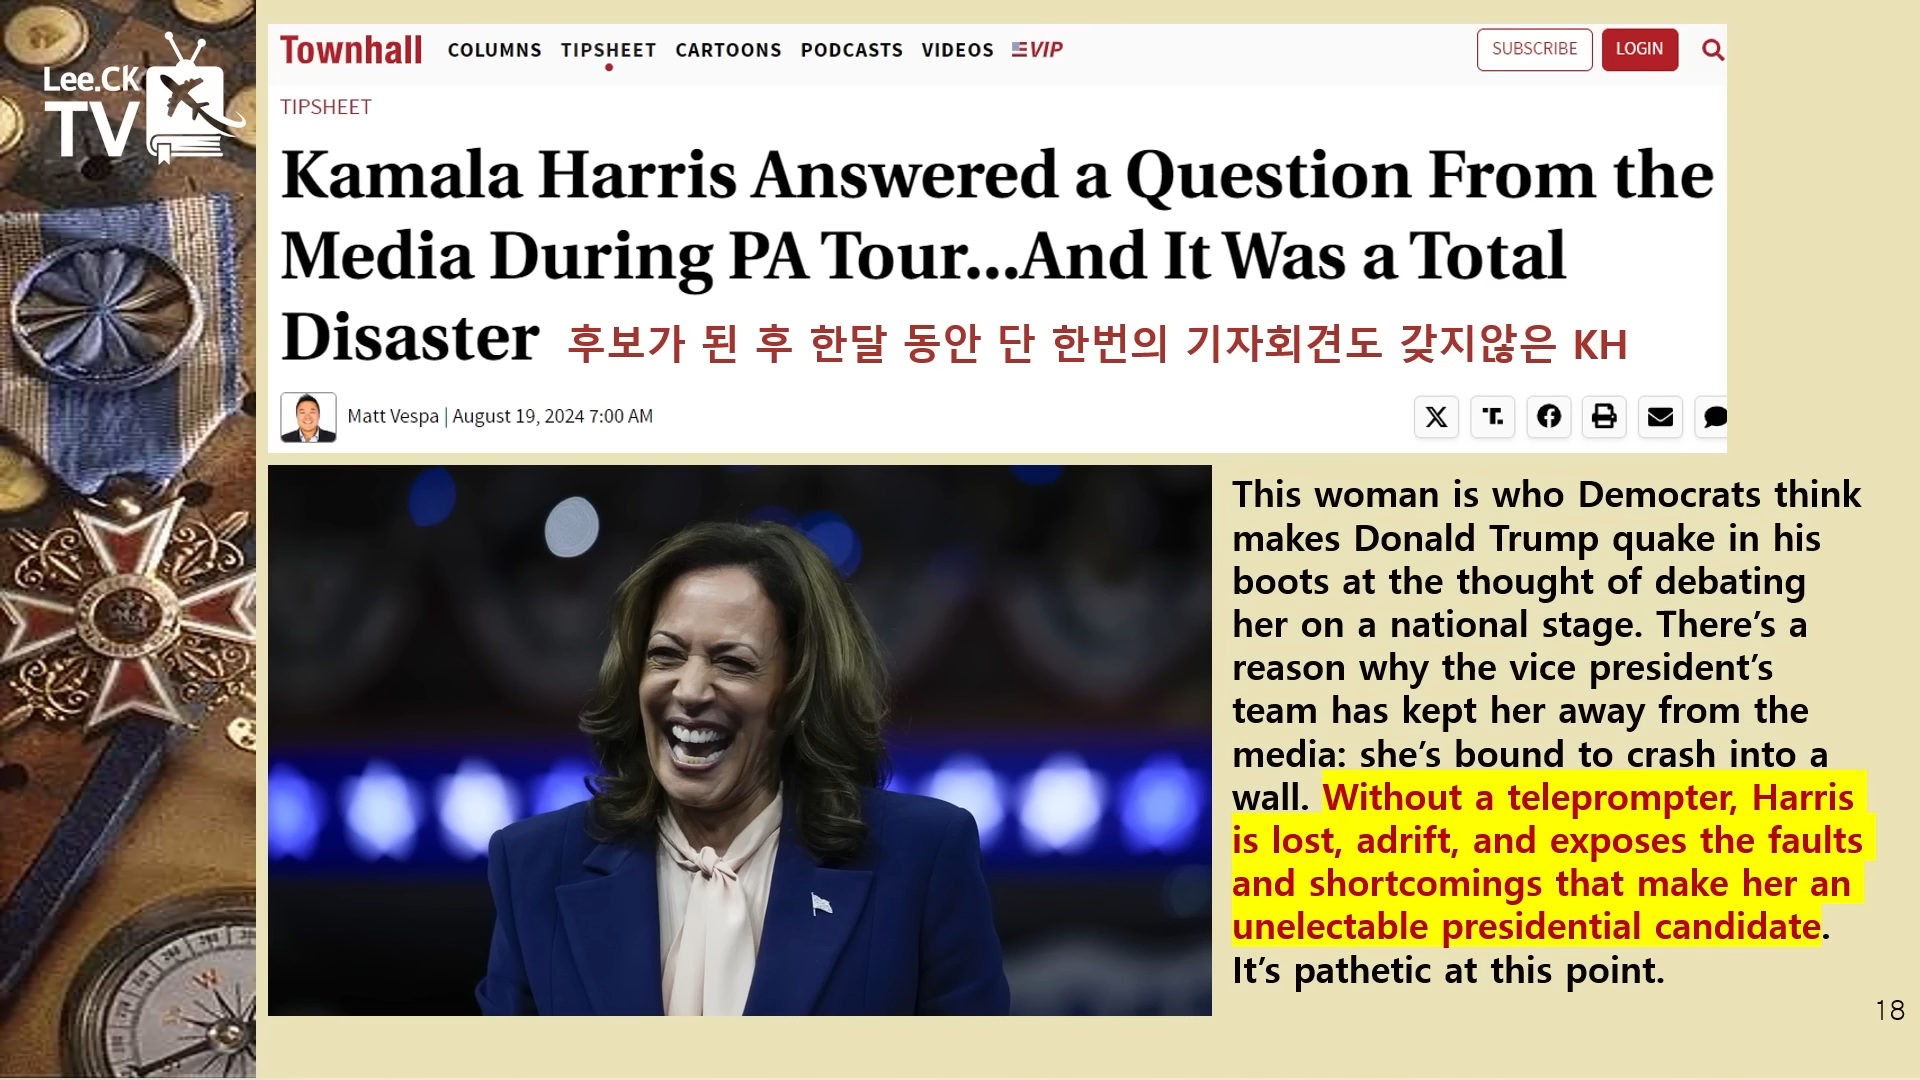 Lee.CK
TV
Townhall COLUMNS TIPSHEET CARTOONS PODCASTS VIDEOS VIP SUBSCRIBE LOGIN
TIPSHEET
Kamala Harris Answered a Question From the
Media During PA Tour...And It Was a Total
Disaster 후보가 된 후 한달 동안 단 한번의 기자회견도 갖지않은 KH
Matt Vespa | August 19, 2024 7:00 AM
This woman is who Democrats think
makes Donald Trump quake in his
boots at the thought of debating
her on a national stage. There’s a
reason why the vice president’s
team has kept her away from the
media: she’s bound to crash into a
wall. Without a teleprompter, Harris
is lost, adrift, and exposes the faults
and shortcomings that make her an
unelectable presidential candidate.
It’s pathetic at this point.
18